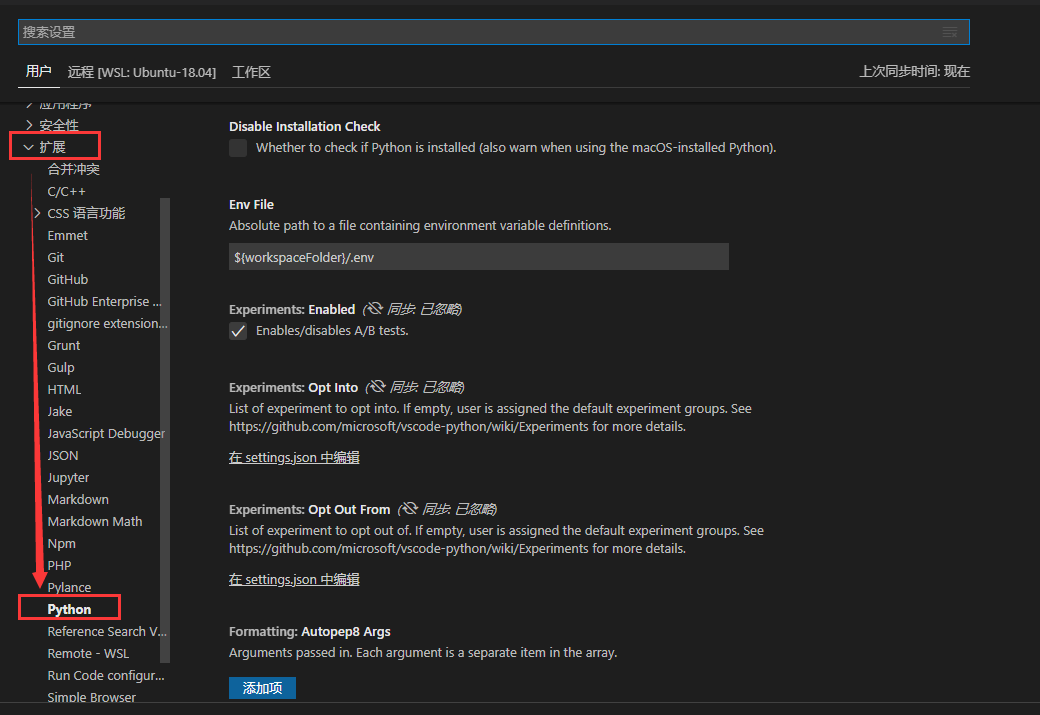 搜索设置
用户 远程 [WSL: Ubuntu-18.04] 工作区 上次同步时间: 现在
应用程序
安全性
扩展
合并冲突
C/C++
CSS 语言功能
Emmet
Git
GitHub
GitHub Enterprise ...
gitignore extension...
Grunt
Gulp
HTML
Jake
JavaScript Debugger
JSON
Jupyter
Markdown
Markdown Math
Npm
PHP
Pylance
Python
Reference Search V...
Remote - WSL
Run Code configur...
Simple Browser
Disable Installation Check
Whether to check if Python is installed (also warn when using the macOS-installed Python).
Env File
Absolute path to a file containing environment variable definitions.
${workspaceFolder}/.env
Experiments: Enabled (同步: 已忽略)
Enables/disables A/B tests.
Experiments: Opt Into (同步: 已忽略)
List of experiment to opt into. If empty, user is assigned the default experiment groups. See
https://github.com/microsoft/vscode-python/wiki/Experiments for more details.
在 settings.json 中编辑
Experiments: Opt Out From (同步: 已忽略)
List of experiment to opt out of. If empty, user is assigned the default experiment groups. See
https://github.com/microsoft/vscode-python/wiki/Experiments for more details.
在 settings.json 中编辑
Formatting: Autopep8 Args
Arguments passed in. Each argument is a separate item in the array.
添加项